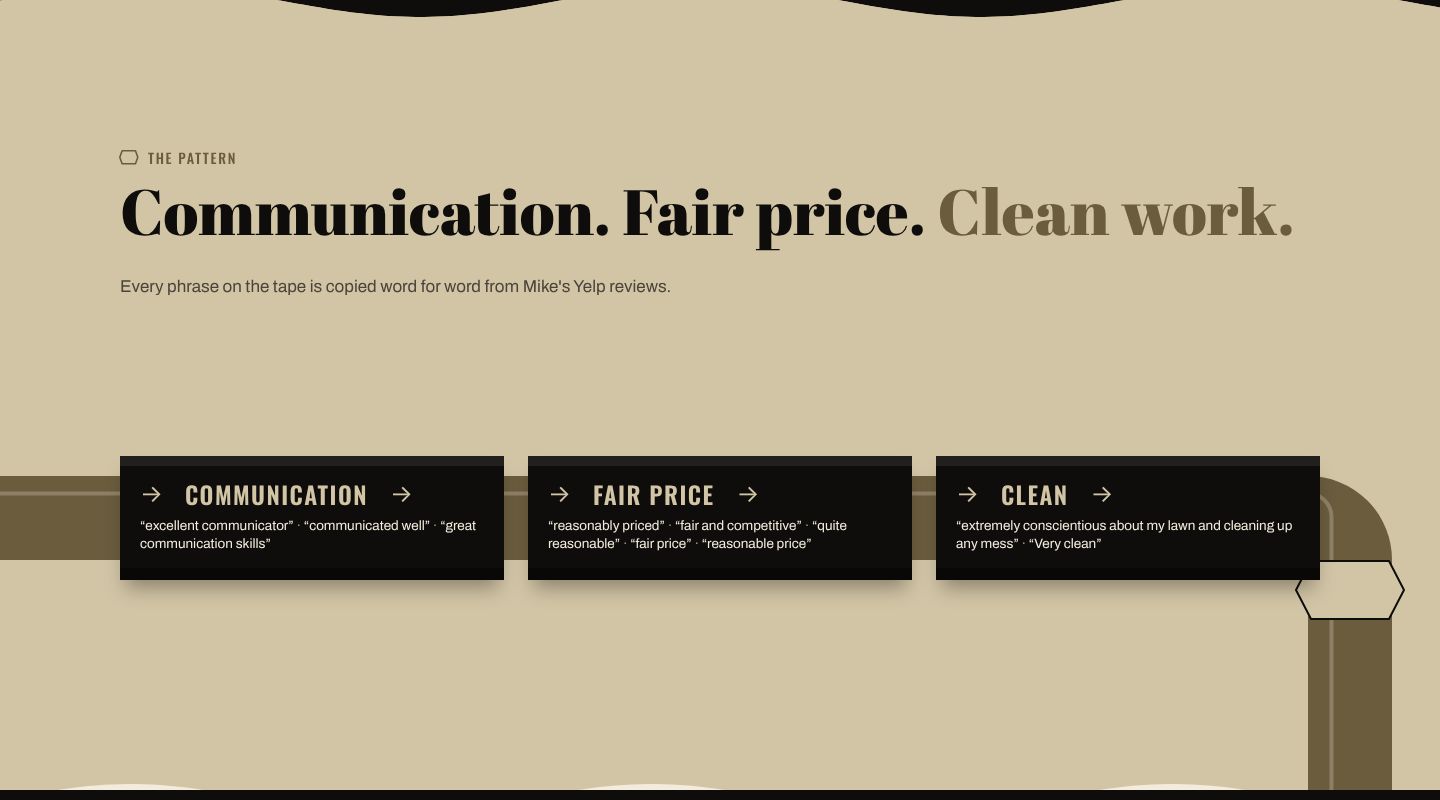 THE PATTERN
Communication. Fair price. Clean work.
Every phrase on the tape is copied word for word from Mike's Yelp reviews.
→ COMMUNICATION →
“excellent communicator” · “communicated well” · “great
communication skills”
→ FAIR PRICE →
“reasonably priced” · “fair and competitive” · “quite
reasonable” · “fair price” · “reasonable price”
→ CLEAN →
“extremely conscientious about my lawn and cleaning up
any mess” · “Very clean”